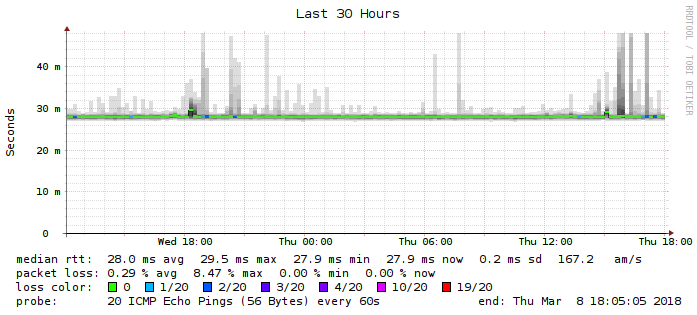 Last 30 Hours
RRDTOOL / TOBI OETIKER
Seconds
40 m
30 m
20 m
10 m
0
Wed 18:00 Thu 00:00 Thu 06:00 Thu 12:00 Thu 18:00
median rtt: 28.0 ms avg 29.5 ms max 27.9 ms min 27.9 ms now 0.2 ms sd 167.2 am/s
packet loss: 0.29 % avg 8.47 % max 0.00 % min 0.00 % now
loss color: 0 1/20 2/20 3/20 4/20 10/20 19/20
probe: 20 ICMP Echo Pings (56 Bytes) every 60s end: Thu Mar 8 18:05:05 2018